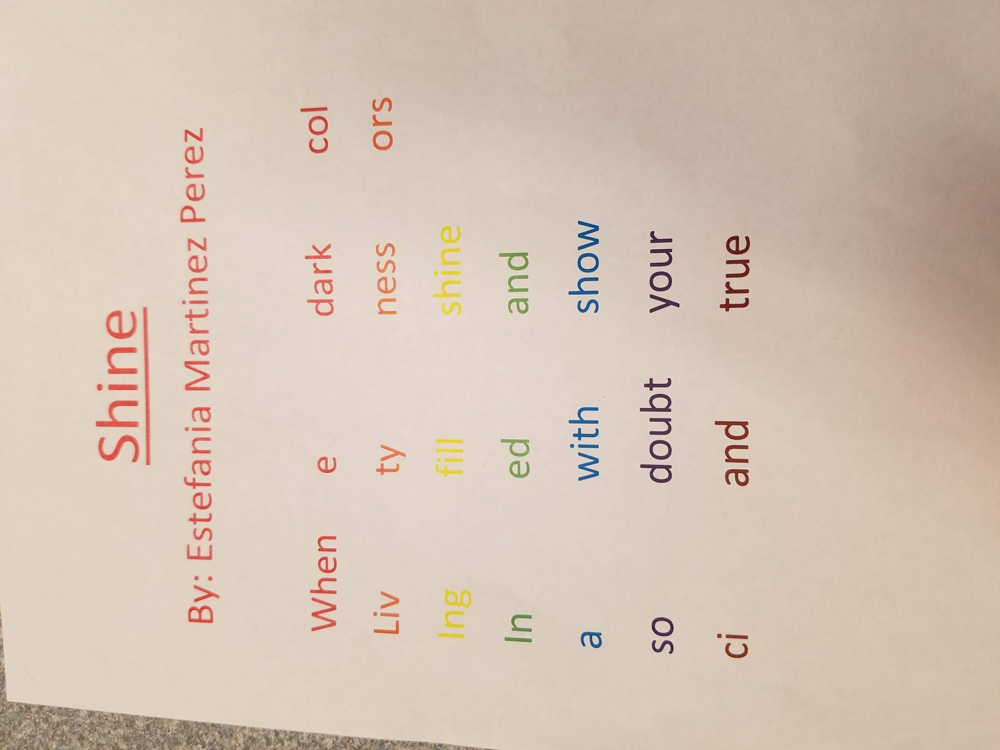 Shine
By: Estefania Martinez Perez
When e dark col
Liv ty ness ors
Ing fill shine
In ed and
a with show
so doubt your
ci and true